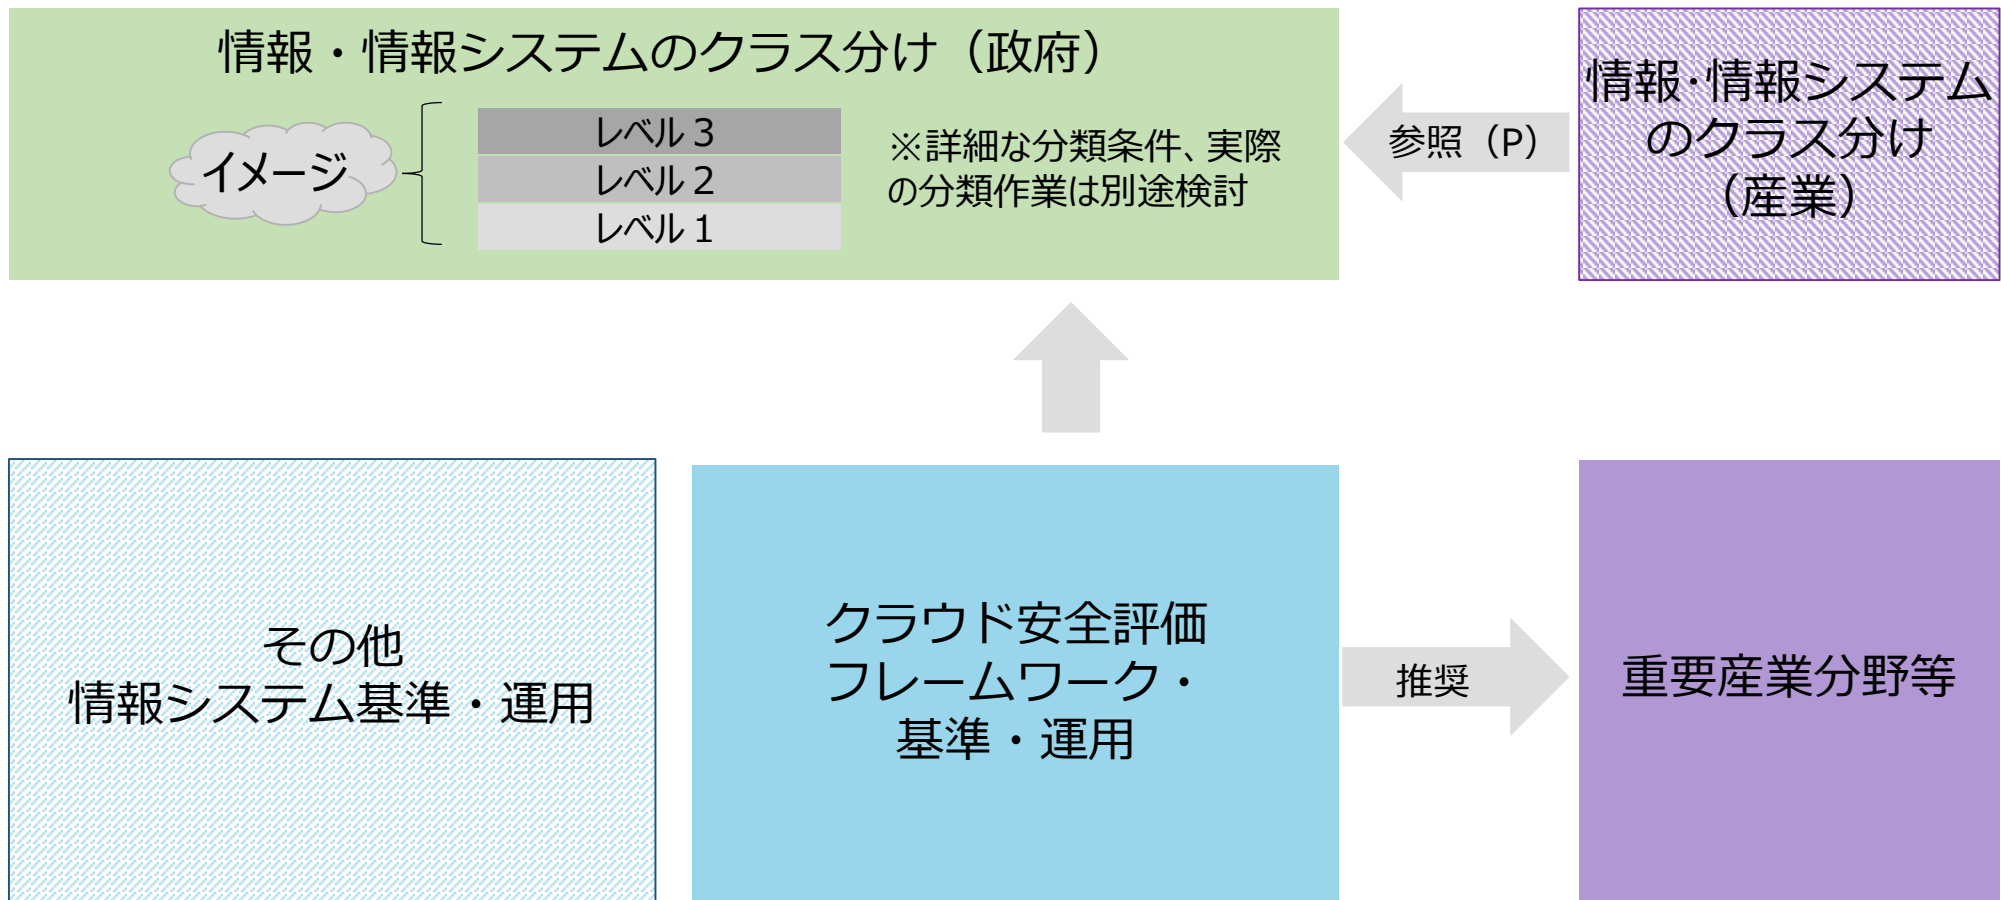 情報・情報システムのクラス分け（政府）
イメージ
レベル３
レベル２
レベル１
※詳細な分類条件、実際
の分類作業は別途検討
参照（P）
情報・情報システム
のクラス分け
（産業）
その他
情報システム基準・運用
クラウド安全評価
フレームワーク・
基準・運用
推奨
重要産業分野等